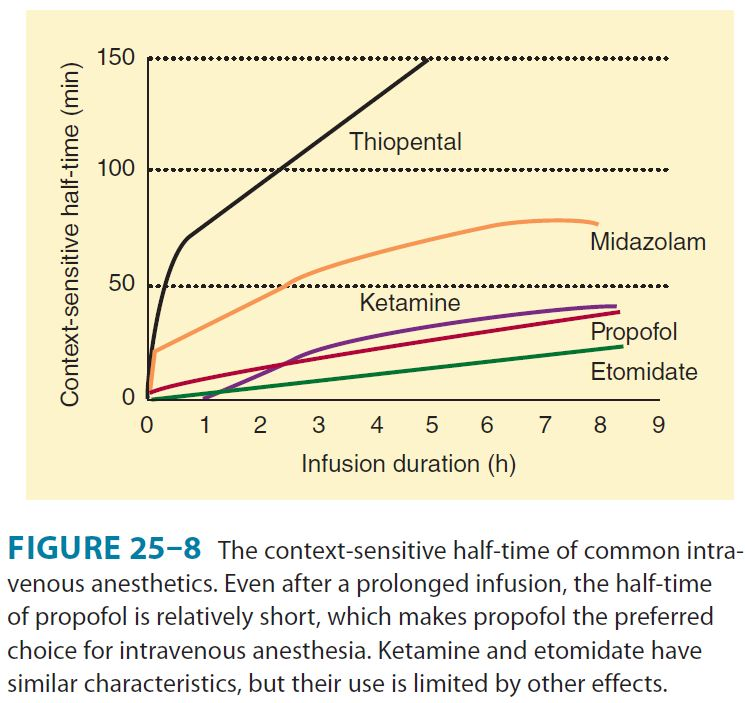 Context-sensitive half-time (min)
150
100
50
0
Thiopental
Midazolam
Ketamine
Propofol
Etomidate
0 1 2 3 4 5 6 7 8 9
Infusion duration (h)
FIGURE 25–8 The context-sensitive half-time of common intra-
venous anesthetics. Even after a prolonged infusion, the half-time
of propofol is relatively short, which makes propofol the preferred
choice for intravenous anesthesia. Ketamine and etomidate have
similar characteristics, but their use is limited by other effects.